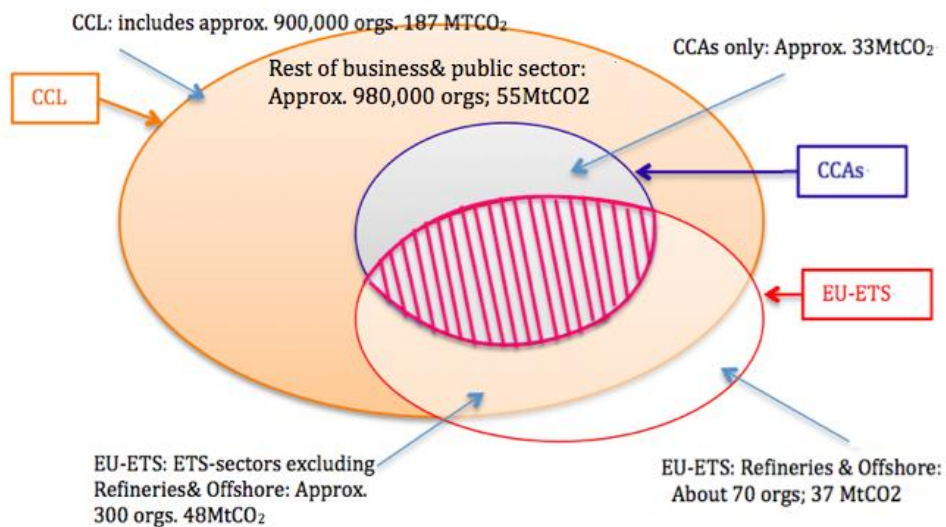 CCL: includes approx. 900,000 orgs. 187 MTCO₂
CCAs only: Approx. 33MtCO₂
Rest of business& public sector:
Approx. 980,000 orgs; 55MtCO2
CCL
CCAs
EU-ETS
EU-ETS: ETS-sectors excluding
Refineries& Offshore: Approx.
300 orgs. 48MtCO₂
EU-ETS: Refineries & Offshore:
About 70 orgs; 37 MtCO2